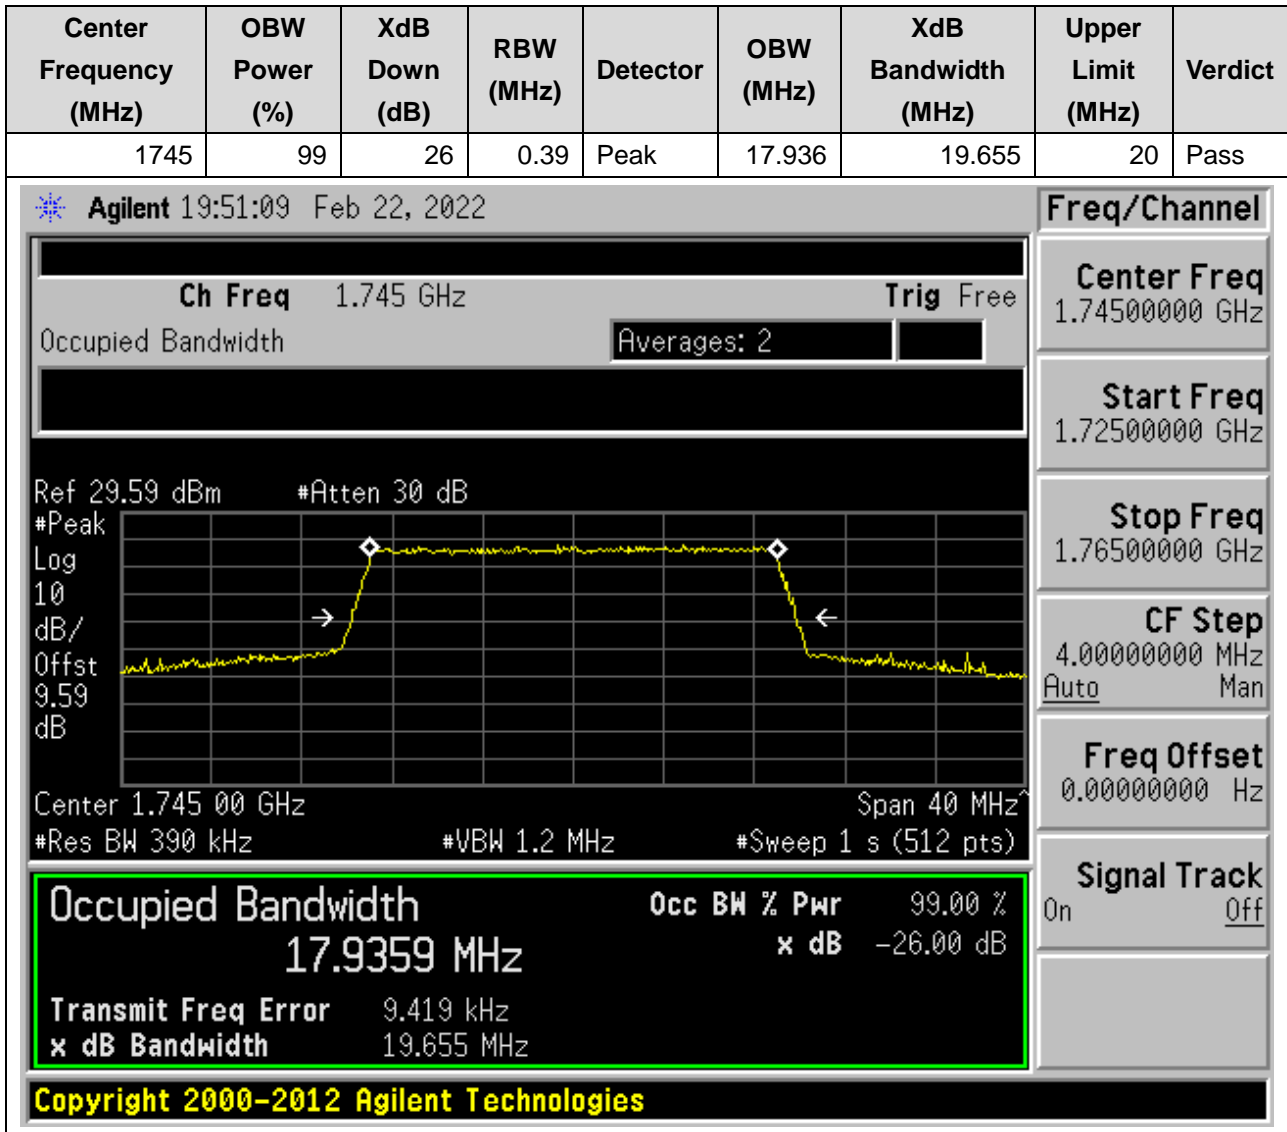 Center Frequency (MHz) OBW Power (%) XdB Down (dB) RBW (MHz) Detector OBW (MHz) XdB Bandwidth (MHz) Upper Limit (MHz) Verdict
1745 99 26 0.39 Peak 17.936 19.655 20 Pass
Agilent 19:51:09 Feb 22, 2022
Freq/Channel
Ch Freq 1.745 GHz Trig Free
Occupied Bandwidth Averages: 2
Center Freq
1.74500000 GHz
Start Freq
1.72500000 GHz
Stop Freq
1.76500000 GHz
CF Step
4.00000000 MHz
Auto Man
Freq Offset
0.00000000 Hz
Signal Track
On Off
Ref 29.59 dBm #Atten 30 dB
#Peak
Log
10
dB/
Offst
9.59
dB
Center 1.745 00 GHz Span 40 MHz^
#Res BW 390 kHz #VBW 1.2 MHz #Sweep 1 s (512 pts)
Occupied Bandwidth Occ BW % Pwr 99.00 %
17.9359 MHz x dB -26.00 dB
Transmit Freq Error 9.419 kHz
x dB Bandwidth 19.655 MHz
Copyright 2000-2012 Agilent Technologies